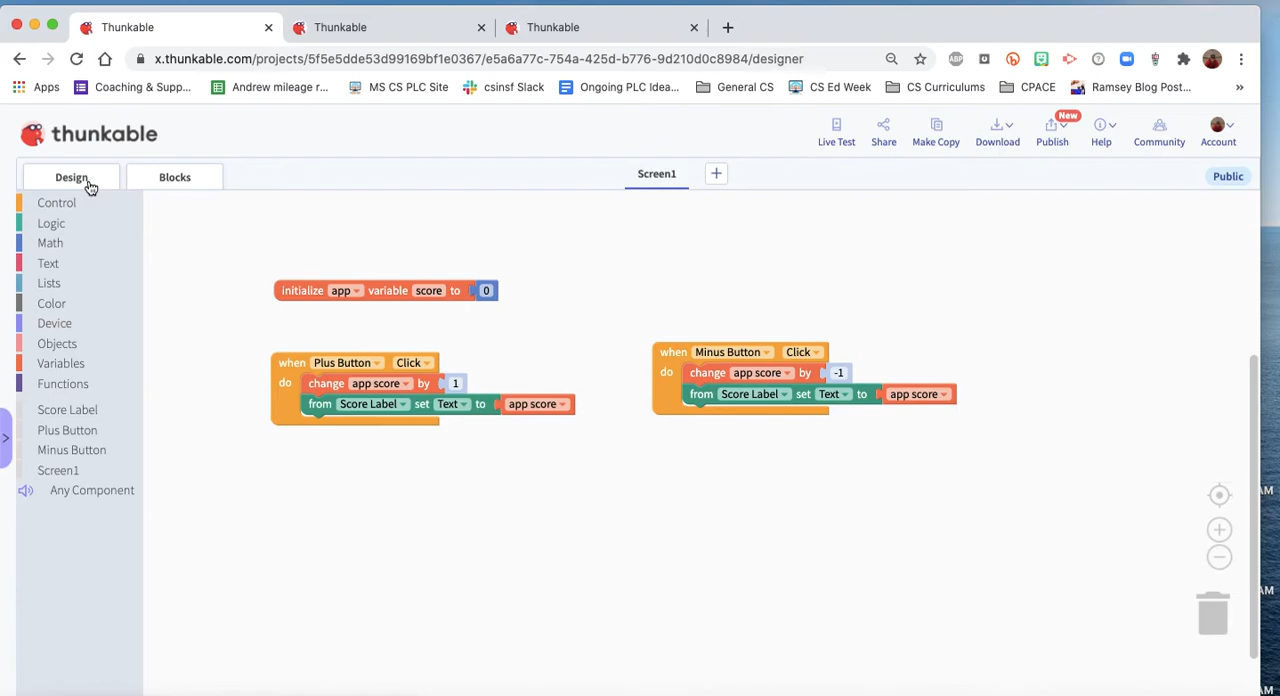 Thunkable
Thunkable
Thunkable
x.thunkable.com/projects/5f5e5dde53d99169bf1e0367/e5a6a77c-754a-425d-b776-9d210d0c8984/designer
ABP
Apps
Coaching & Supp...
Andrew mileage r...
MS CS PLC Site
csinsf Slack
Ongoing PLC Idea...
General CS
CS Ed Week
CS Curriculums
CPACE
Ramsey Blog Post...
»
thunkable
Live Test
Share
Make Copy
Download
New
Publish
Help
Community
Account
Design
Blocks
Screen1
Public
Control
Logic
Math
Text
Lists
Color
Device
Objects
Variables
Functions
Score Label
Plus Button
Minus Button
Screen1
Any Component
initialize app variable score to 0
when Plus Button Click
do change app score by 1
from Score Label set Text to app score
when Minus Button Click
do change app score by -1
from Score Label set Text to app score
AM
AM
AM